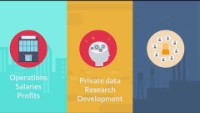 Operations
Salaries
Profits
Private data
Research
Development